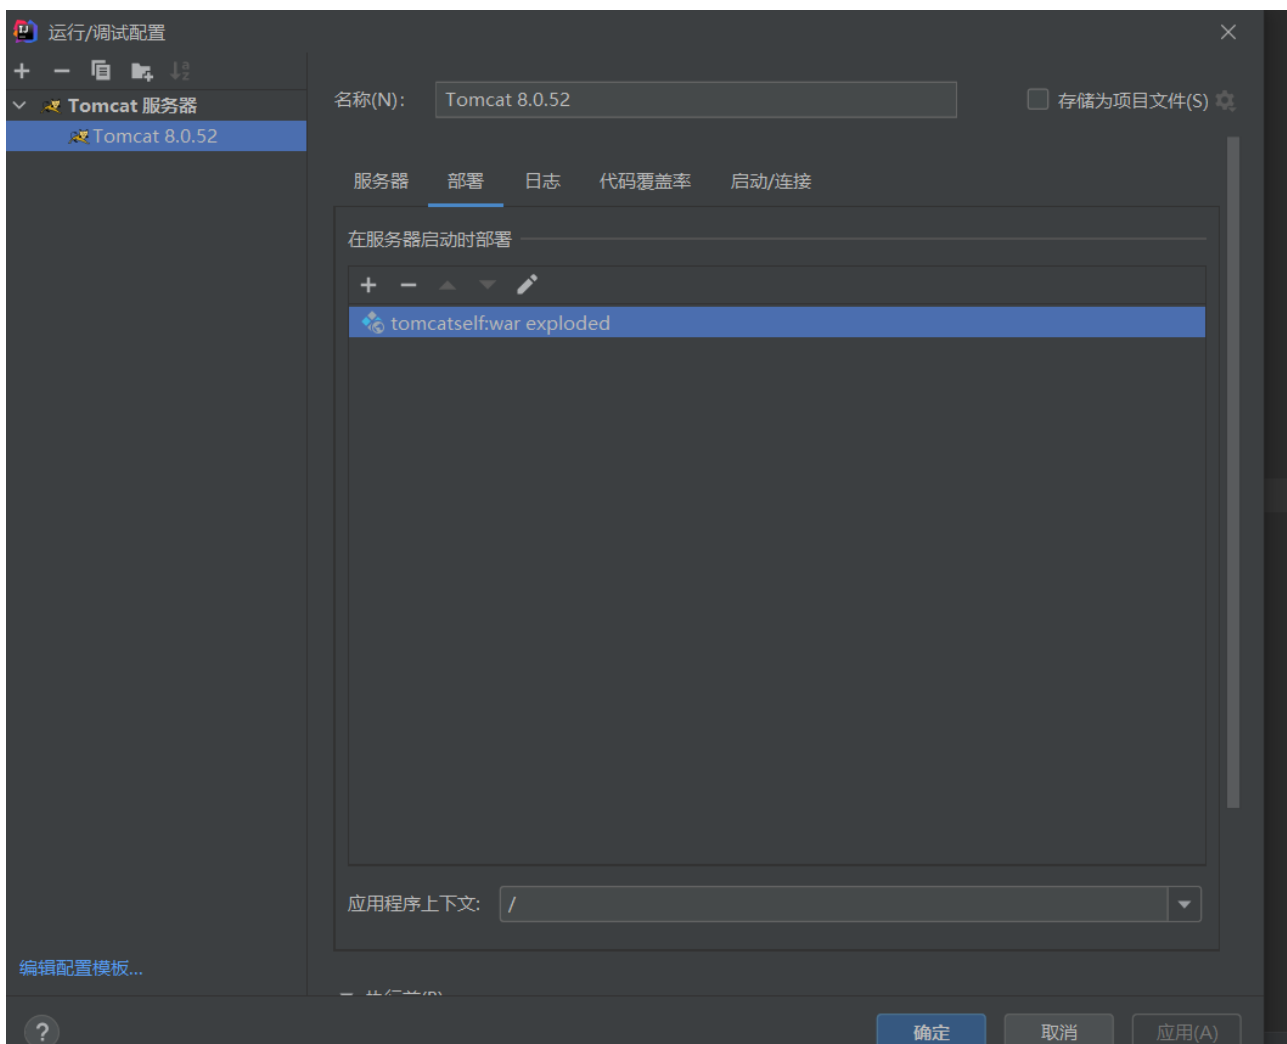 运行/调试配置
Tomcat 服务器
Tomcat 8.0.52
名称(N): Tomcat 8.0.52 存储为项目文件(S)
服务器 部署 日志 代码覆盖率 启动/连接
在服务器启动时部署
tomcatself:war exploded
应用程序上下文: /
编辑配置模板...
确定 取消 应用(A)